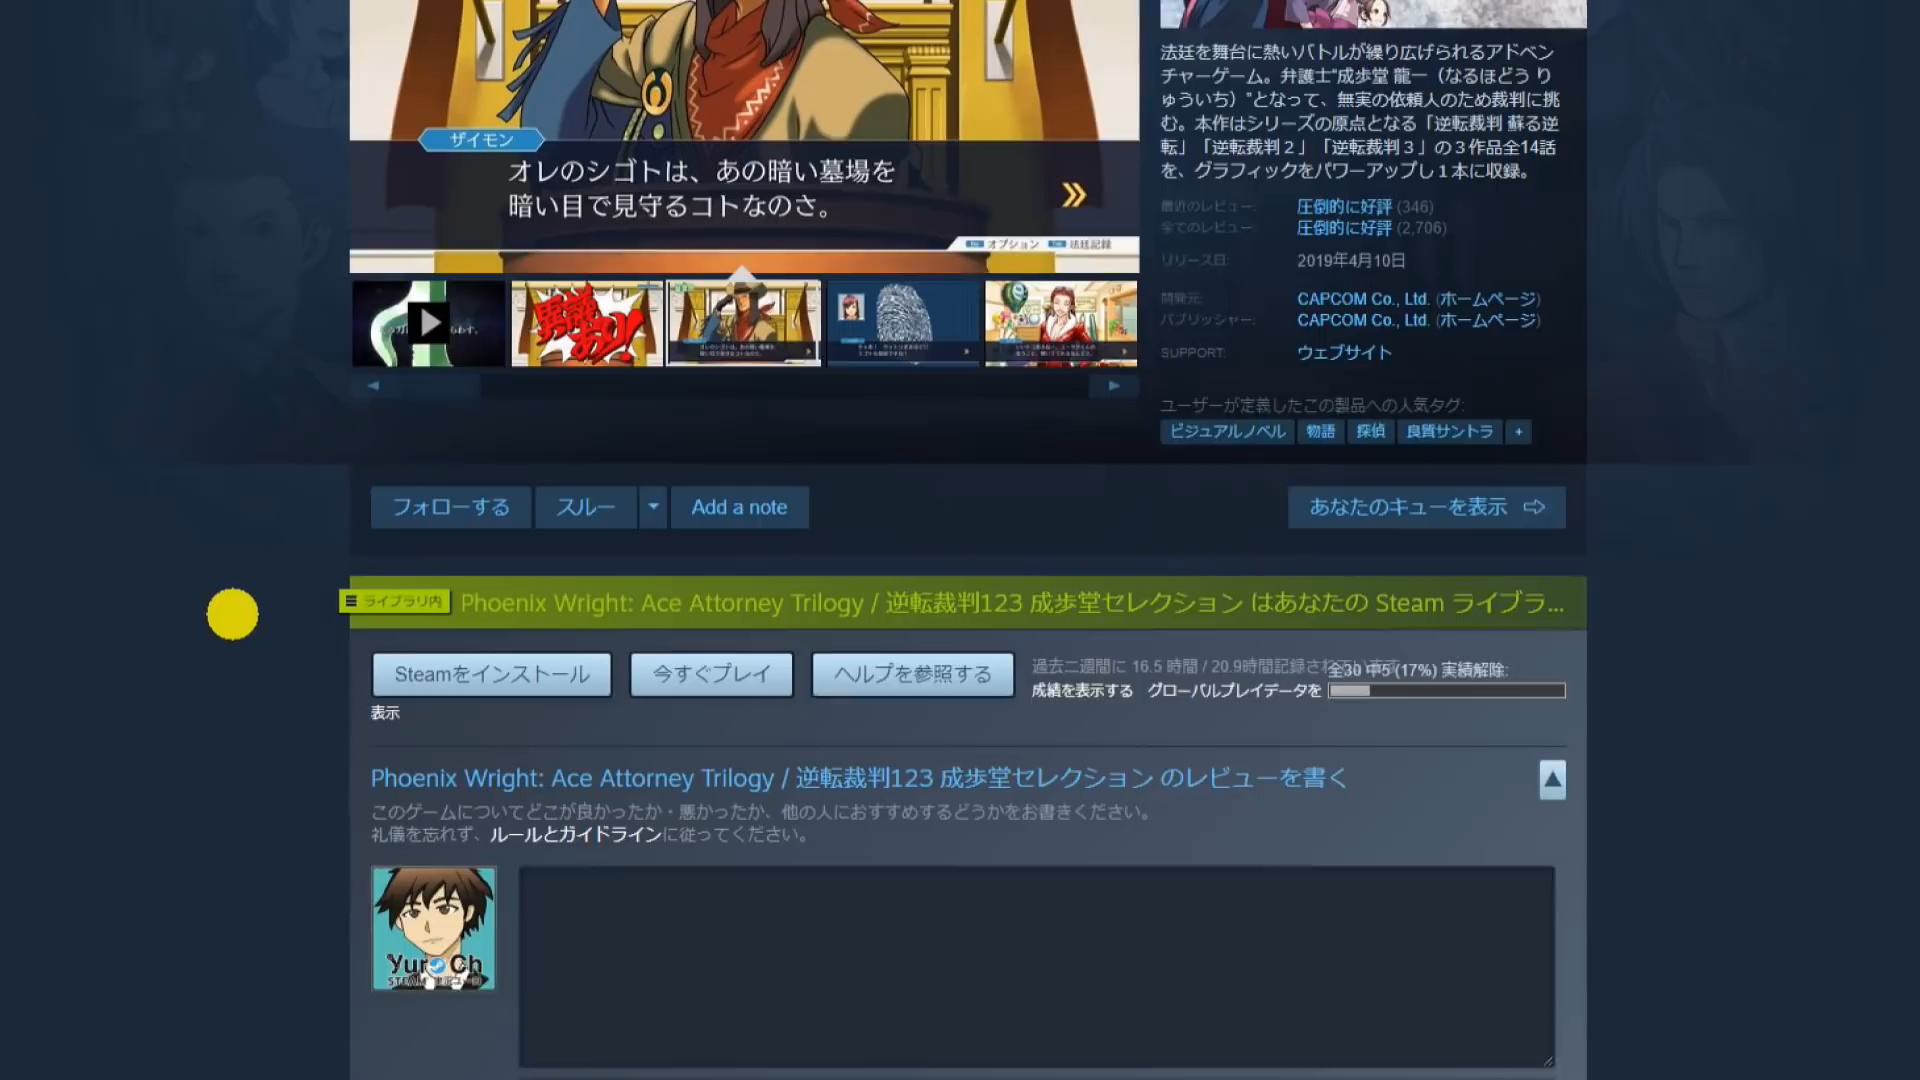 ザイモン
オレのシゴトは、あの暗い墓場を
暗い目で見守るコトなのさ。
オプション 法廷記録
異議あり!
法廷を舞台に熱いバトルが繰り広げられるアドベン
チャーゲーム。弁護士"成歩堂 龍一（なるほどう り
ゅういち）"となって、無実の依頼人のため裁判に挑
む。本作はシリーズの原点となる「逆転裁判 蘇る逆
転」「逆転裁判２」「逆転裁判３」の３作品全14話
を、グラフィックをパワーアップし１本に収録。
最近のレビュー: 圧倒的に好評 (346)
全てのレビュー: 圧倒的に好評 (2,706)
リリース日: 2019年4月10日
開発元: CAPCOM Co., Ltd. (ホームページ)
パブリッシャー: CAPCOM Co., Ltd. (ホームページ)
SUPPORT: ウェブサイト
ユーザーが定義したこの製品への人気タグ:
ビジュアルノベル 物語 探偵 良質サントラ +
フォローする スルー Add a note あなたのキューを表示
ライブラリ内 Phoenix Wright: Ace Attorney Trilogy / 逆転裁判123 成歩堂セレクション はあなたの Steam ライブラ...
Steamをインストール 今すぐプレイ ヘルプを参照する
過去二週間に 16.5 時間 / 20.9時間記録されています
全30 中5 (17%) 実績解除:
成績を表示する グローバルプレイデータを
表示
Phoenix Wright: Ace Attorney Trilogy / 逆転裁判123 成歩堂セレクション のレビューを書く
このゲームについてどこが良かったか・悪かったか、他の人におすすめするどうかをお書きください。
礼儀を忘れず、ルールとガイドラインに従ってください。
Yuro Ch